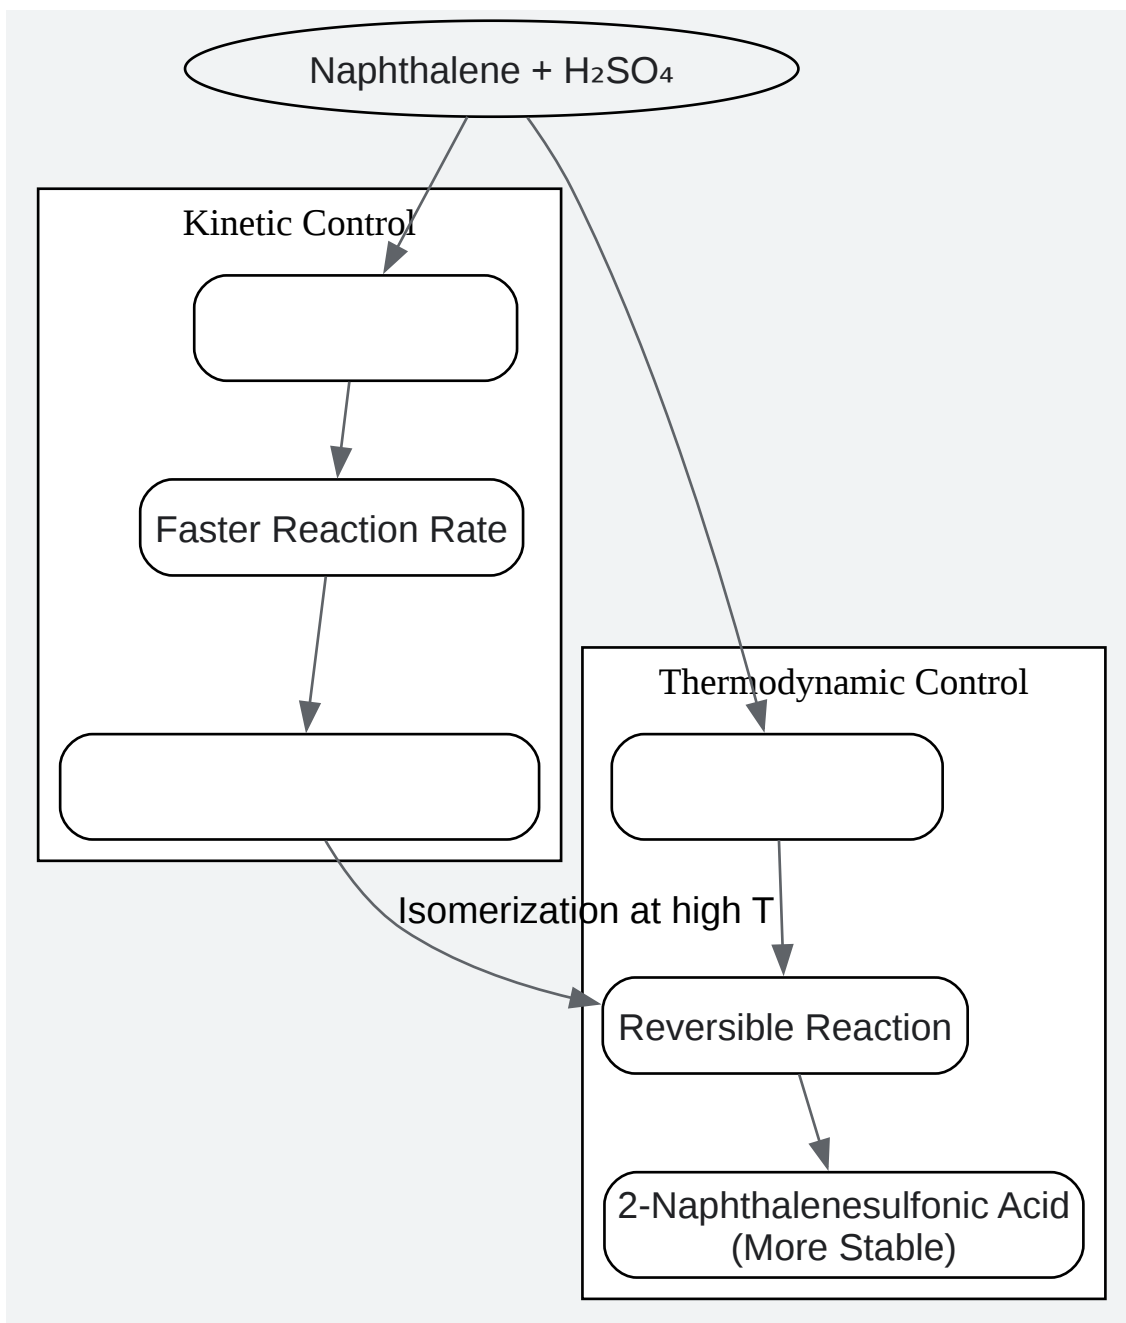 Naphthalene + H₂SO₄
Kinetic Control
Faster Reaction Rate
Thermodynamic Control
Isomerization at high T
Reversible Reaction
2-Naphthalenesulfonic Acid
(More Stable)